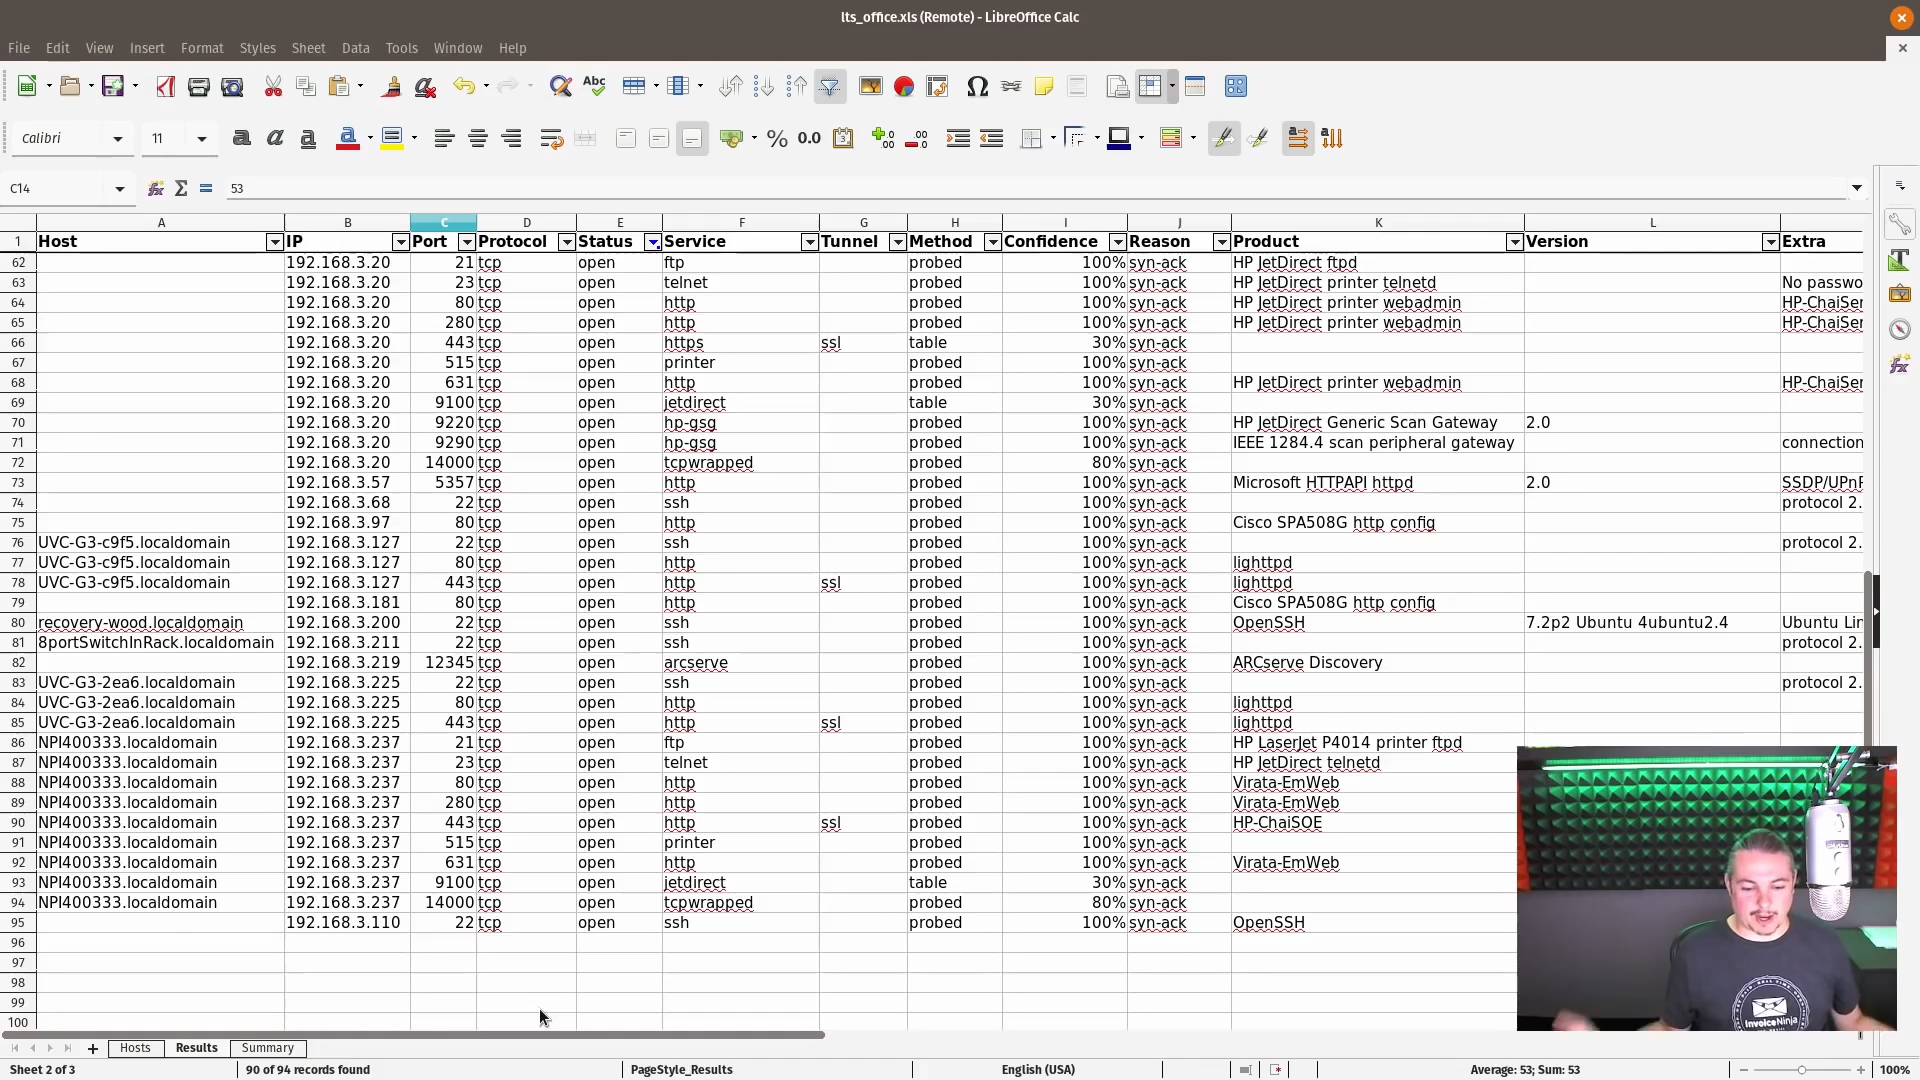 lts_office.xls (Remote) - LibreOffice Calc
File Edit View Insert Format Styles Sheet Data Tools Window Help
Calibri 11
C14 53
A B C D E F G H I J K L
1 Host IP Port Protocol Status Service Tunnel Method Confidence Reason Product Version Extra
62 192.168.3.20 21 tcp open ftp probed 100% syn-ack HP JetDirect ftpd
63 192.168.3.20 23 tcp open telnet probed 100% syn-ack HP JetDirect printer telnetd No passwo
64 192.168.3.20 80 tcp open http probed 100% syn-ack HP JetDirect printer webadmin HP-ChaiSer
65 192.168.3.20 280 tcp open http probed 100% syn-ack HP JetDirect printer webadmin HP-ChaiSer
66 192.168.3.20 443 tcp open https ssl table 30% syn-ack
67 192.168.3.20 515 tcp open printer probed 100% syn-ack
68 192.168.3.20 631 tcp open http probed 100% syn-ack HP JetDirect printer webadmin HP-ChaiSer
69 192.168.3.20 9100 tcp open jetdirect table 30% syn-ack
70 192.168.3.20 9220 tcp open hp-gsg probed 100% syn-ack HP JetDirect Generic Scan Gateway 2.0
71 192.168.3.20 9290 tcp open hp-gsg probed 100% syn-ack IEEE 1284.4 scan peripheral gateway connection
72 192.168.3.20 14000 tcp open tcpwrapped probed 80% syn-ack
73 192.168.3.57 5357 tcp open http probed 100% syn-ack Microsoft HTTPAPI httpd 2.0 SSDP/UPnP
74 192.168.3.68 22 tcp open ssh probed 100% syn-ack protocol 2.
75 192.168.3.97 80 tcp open http probed 100% syn-ack Cisco SPA508G http config
76 UVC-G3-c9f5.localdomain 192.168.3.127 22 tcp open ssh probed 100% syn-ack protocol 2.
77 UVC-G3-c9f5.localdomain 192.168.3.127 80 tcp open http probed 100% syn-ack lighttpd
78 UVC-G3-c9f5.localdomain 192.168.3.127 443 tcp open http ssl probed 100% syn-ack lighttpd
79 192.168.3.181 80 tcp open http probed 100% syn-ack Cisco SPA508G http config
80 recovery-wood.localdomain 192.168.3.200 22 tcp open ssh probed 100% syn-ack OpenSSH 7.2p2 Ubuntu 4ubuntu2.4 Ubuntu Lin
81 8portSwitchInRack.localdomain 192.168.3.211 22 tcp open ssh probed 100% syn-ack protocol 2.
82 192.168.3.219 12345 tcp open arcserve probed 100% syn-ack ARCserve Discovery
83 UVC-G3-2ea6.localdomain 192.168.3.225 22 tcp open ssh probed 100% syn-ack protocol 2.
84 UVC-G3-2ea6.localdomain 192.168.3.225 80 tcp open http probed 100% syn-ack lighttpd
85 UVC-G3-2ea6.localdomain 192.168.3.225 443 tcp open http ssl probed 100% syn-ack lighttpd
86 NPI400333.localdomain 192.168.3.237 21 tcp open ftp probed 100% syn-ack HP LaserJet P4014 printer ftpd
87 NPI400333.localdomain 192.168.3.237 23 tcp open telnet probed 100% syn-ack HP JetDirect telnetd
88 NPI400333.localdomain 192.168.3.237 80 tcp open http probed 100% syn-ack Virata-EmWeb
89 NPI400333.localdomain 192.168.3.237 280 tcp open http probed 100% syn-ack Virata-EmWeb
90 NPI400333.localdomain 192.168.3.237 443 tcp open http ssl probed 100% syn-ack HP-ChaiSOE
91 NPI400333.localdomain 192.168.3.237 515 tcp open printer probed 100% syn-ack
92 NPI400333.localdomain 192.168.3.237 631 tcp open http probed 100% syn-ack Virata-EmWeb
93 NPI400333.localdomain 192.168.3.237 9100 tcp open jetdirect table 30% syn-ack
94 NPI400333.localdomain 192.168.3.237 14000 tcp open tcpwrapped probed 80% syn-ack
95 192.168.3.110 22 tcp open ssh probed 100% syn-ack OpenSSH
96
97
98
99
100
InvoiceNinja
Hosts Results Summary
Sheet 2 of 3 90 of 94 records found PageStyle_Results English (USA) Average: 53; Sum: 53 100%